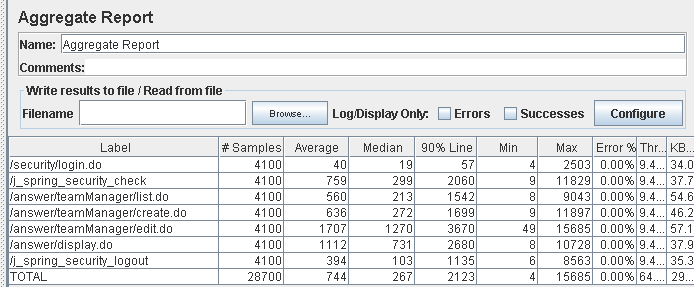 Aggregate Report
Name: Aggregate Report
Comments:
Write results to file / Read from file
Filename Browse... Log/Display Only: Errors Successes Configure
Label # Samples Average Median 90% Line Min Max Error % Thr... KB...
/security/login.do 4100 40 19 57 4 2503 0.00% 9.4... 34.0
/j_spring_security_check 4100 759 299 2060 9 11829 0.00% 9.4... 37.7
/answer/teamManager/list.do 4100 560 213 1542 8 9043 0.00% 9.4... 54.6
/answer/teamManager/create.do 4100 636 272 1699 9 11897 0.00% 9.4... 46.2
/answer/teamManager/edit.do 4100 1707 1270 3670 49 15685 0.00% 9.4... 57.1
/answer/display.do 4100 1112 731 2680 8 10728 0.00% 9.4... 37.9
/j_spring_security_logout 4100 394 103 1135 6 8563 0.00% 9.4... 35.3
TOTAL 28700 744 267 2123 4 15685 0.00% 64.... 29...